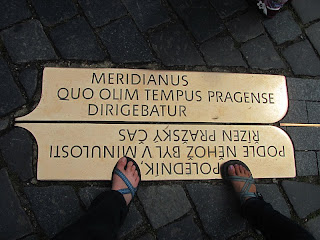 MERIDIANUS
QUO OLIM TEMPUS PRAGENSE
DIRIGEBATUR
POLEDNÍK,
PODLE NĚHOŽ BYL V MINULOSTI
ŘÍZEN PRAŽSKÝ ČAS